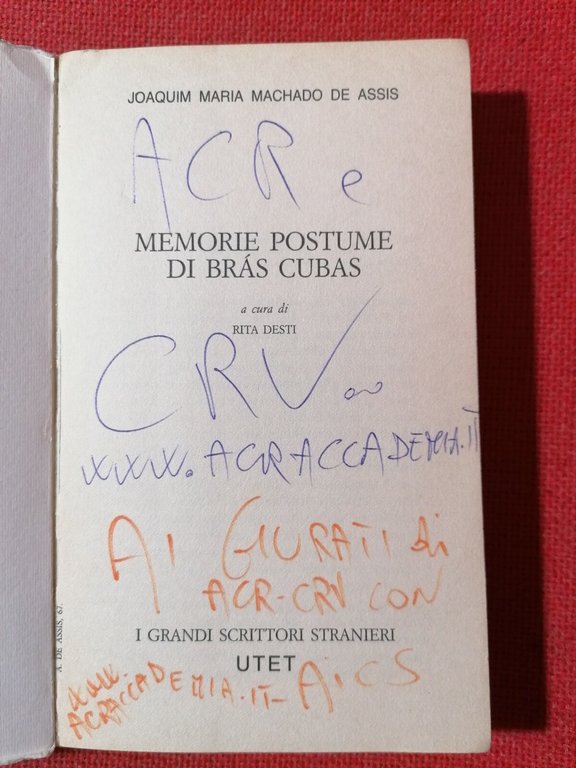 JOAQUIM MARIA MACHADO DE ASSIS
ACR e
MEMORIE POSTUME
DI BRÁS CUBAS
a cura di
RITA DESTI
CRV
www.ACRACCADEMIA.IT
AI GIURATI di
ACR-CRV CON
I GRANDI SCRITTORI STRANIERI
UTET
www.
ACRACCADEMIA.IT-AiCS
A. DE ASSIS, 67.